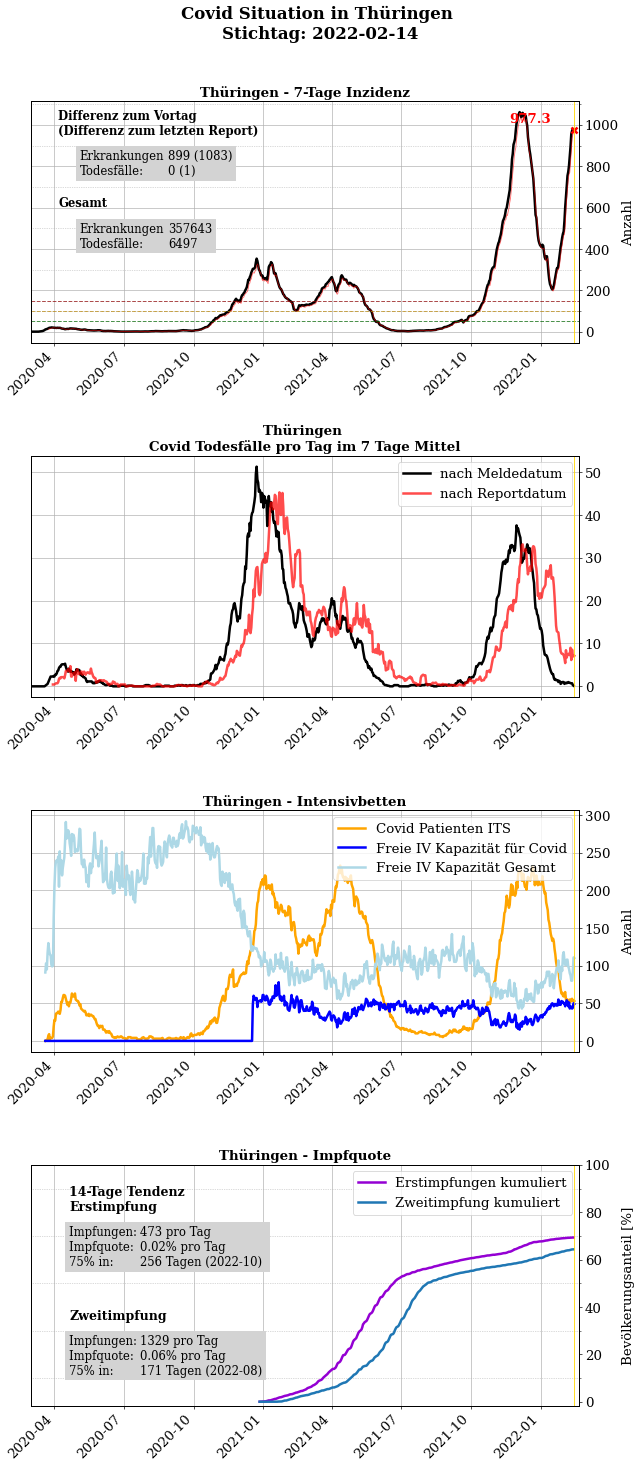 Covid Situation in Thüringen
Stichtag: 2022-02-14
Thüringen - 7-Tage Inzidenz
Differenz zum Vortag
(Differenz zum letzten Report)
Erkrankungen 899 (1083)
Todesfälle: 0 (1)
Gesamt
Erkrankungen 357643
Todesfälle: 6497
977.3
1000
800
600
400
200
0
Anzahl
2020-04
2020-07
2020-10
2021-01
2021-04
2021-07
2021-10
2022-01
Thüringen
Covid Todesfälle pro Tag im 7 Tage Mittel
nach Meldedatum
nach Reportdatum
50
40
30
20
10
0
2020-04
2020-07
2020-10
2021-01
2021-04
2021-07
2021-10
2022-01
Thüringen - Intensivbetten
Covid Patienten ITS
Freie IV Kapazität für Covid
Freie IV Kapazität Gesamt
300
250
200
150
100
50
0
Anzahl
2020-04
2020-07
2020-10
2021-01
2021-04
2021-07
2021-10
2022-01
Thüringen - Impfquote
14-Tage Tendenz
Erstimpfung
Impfungen: 473 pro Tag
Impfquote: 0.02% pro Tag
75% in: 256 Tagen (2022-10)
Zweitimpfung
Impfungen: 1329 pro Tag
Impfquote: 0.06% pro Tag
75% in: 171 Tagen (2022-08)
Erstimpfungen kumuliert
Zweitimpfung kumuliert
100
80
60
40
20
0
Bevölkerungsanteil [%]
2020-04
2020-07
2020-10
2021-01
2021-04
2021-07
2021-10
2022-01